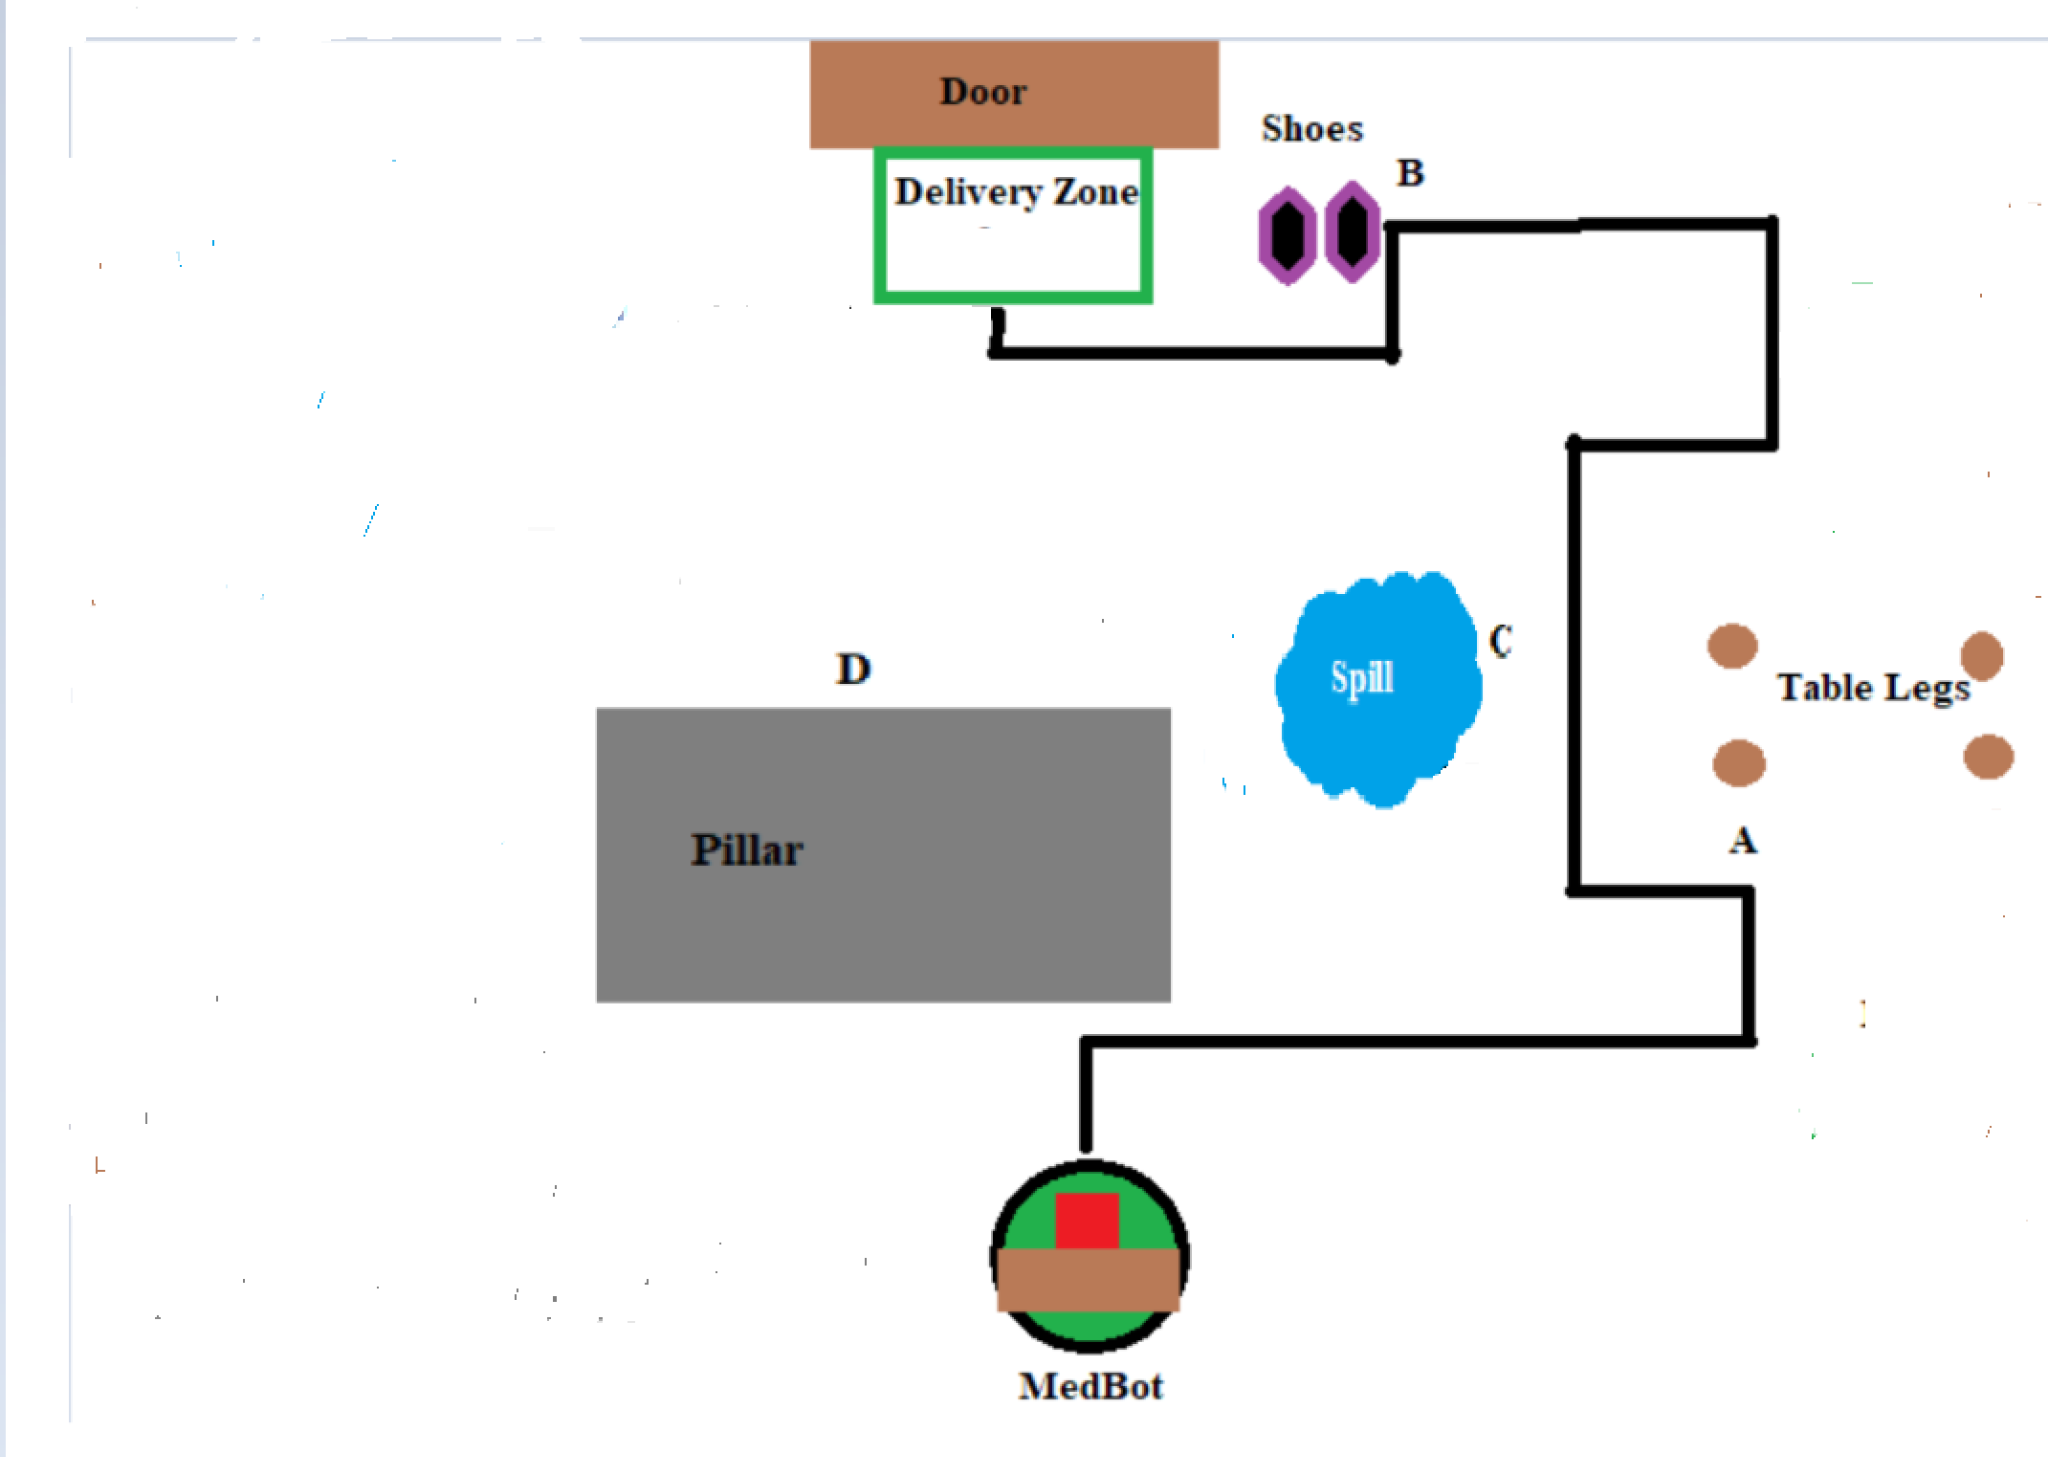 Door
Shoes
B
Delivery Zone
D
C
Spill
Table Legs
Pillar
A
MedBot